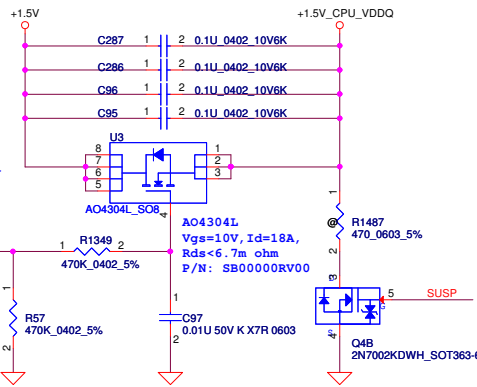 +1.5V +1.5V_CPU_VDDQ
C287 1 2 0.1U_0402_10V6K
C286 1 2 0.1U_0402_10V6K
C96 1 2 0.1U_0402_10V6K
C95 1 2 0.1U_0402_10V6K
U3
8 1
7 2
6 3
5
AO4304L_SO8
4
AO4304L
Vgs=10V,Id=18A,
Rds<6.7m ohm
P/N: SB00000RV00
1
@ R1487
470_0603_5%
2
1 R1349 2
470K_0402_5%
1
R57
470K_0402_5%
2
1
C97
0.01U 50V K X7R 0603
2
3
D
5 SUSP
G
S
4
Q4B
2N7002KDWH_SOT363-6